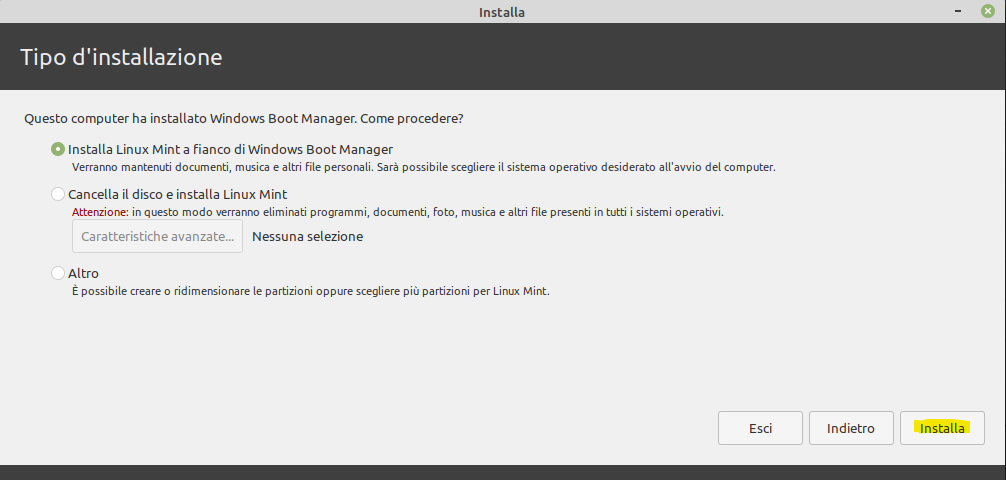 Installa
Tipo d'installazione
Questo computer ha installato Windows Boot Manager. Come procedere?
Installa Linux Mint a fianco di Windows Boot Manager
Verranno mantenuti documenti, musica e altri file personali. Sarà possibile scegliere il sistema operativo desiderato all'avvio del computer.
Cancella il disco e installa Linux Mint
Attenzione: in questo modo verranno eliminati programmi, documenti, foto, musica e altri file presenti in tutti i sistemi operativi.
Caratteristiche avanzate... Nessuna selezione
Altro
È possibile creare o ridimensionare le partizioni oppure scegliere più partizioni per Linux Mint.
Esci Indietro Installa